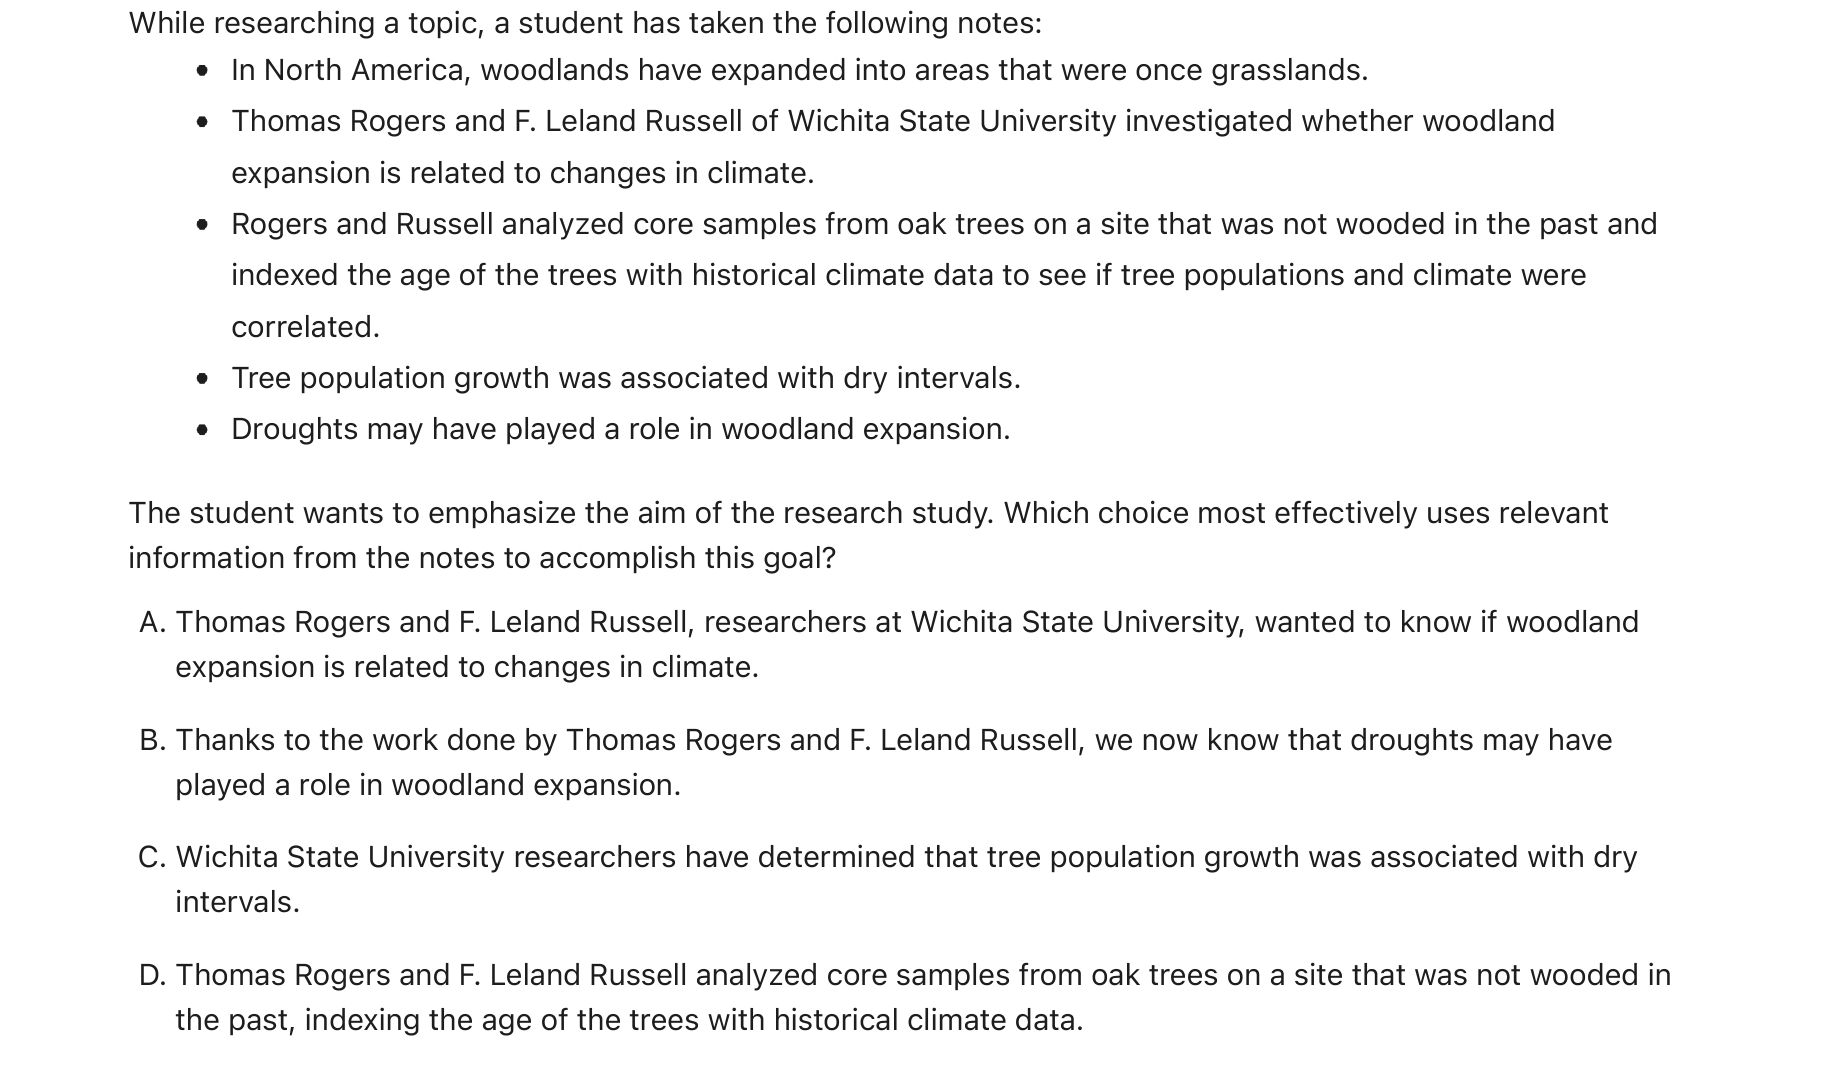 While researching a topic, a student has taken the following notes:
• In North America, woodlands have expanded into areas that were once grasslands.
• Thomas Rogers and F. Leland Russell of Wichita State University investigated whether woodland
expansion is related to changes in climate.
• Rogers and Russell analyzed core samples from oak trees on a site that was not wooded in the past and
indexed the age of the trees with historical climate data to see if tree populations and climate were
correlated.
• Tree population growth was associated with dry intervals.
• Droughts may have played a role in woodland expansion.
The student wants to emphasize the aim of the research study. Which choice most effectively uses relevant
information from the notes to accomplish this goal?
A. Thomas Rogers and F. Leland Russell, researchers at Wichita State University, wanted to know if woodland
expansion is related to changes in climate.
B. Thanks to the work done by Thomas Rogers and F. Leland Russell, we now know that droughts may have
played a role in woodland expansion.
C. Wichita State University researchers have determined that tree population growth was associated with dry
intervals.
D. Thomas Rogers and F. Leland Russell analyzed core samples from oak trees on a site that was not wooded in
the past, indexing the age of the trees with historical climate data.